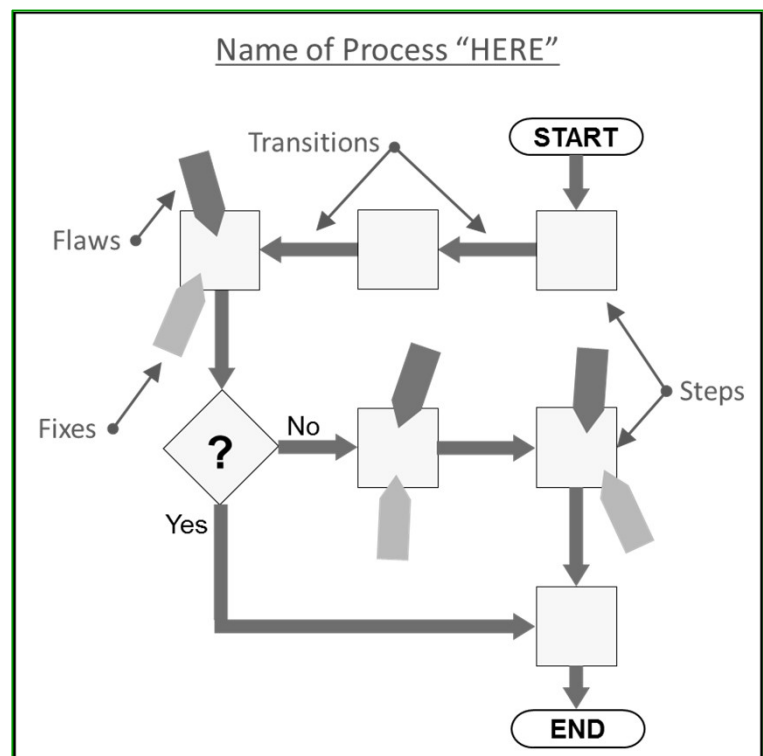 Name of Process “HERE”
Transitions
START
Flaws
Steps
Fixes
No
?
Yes
END